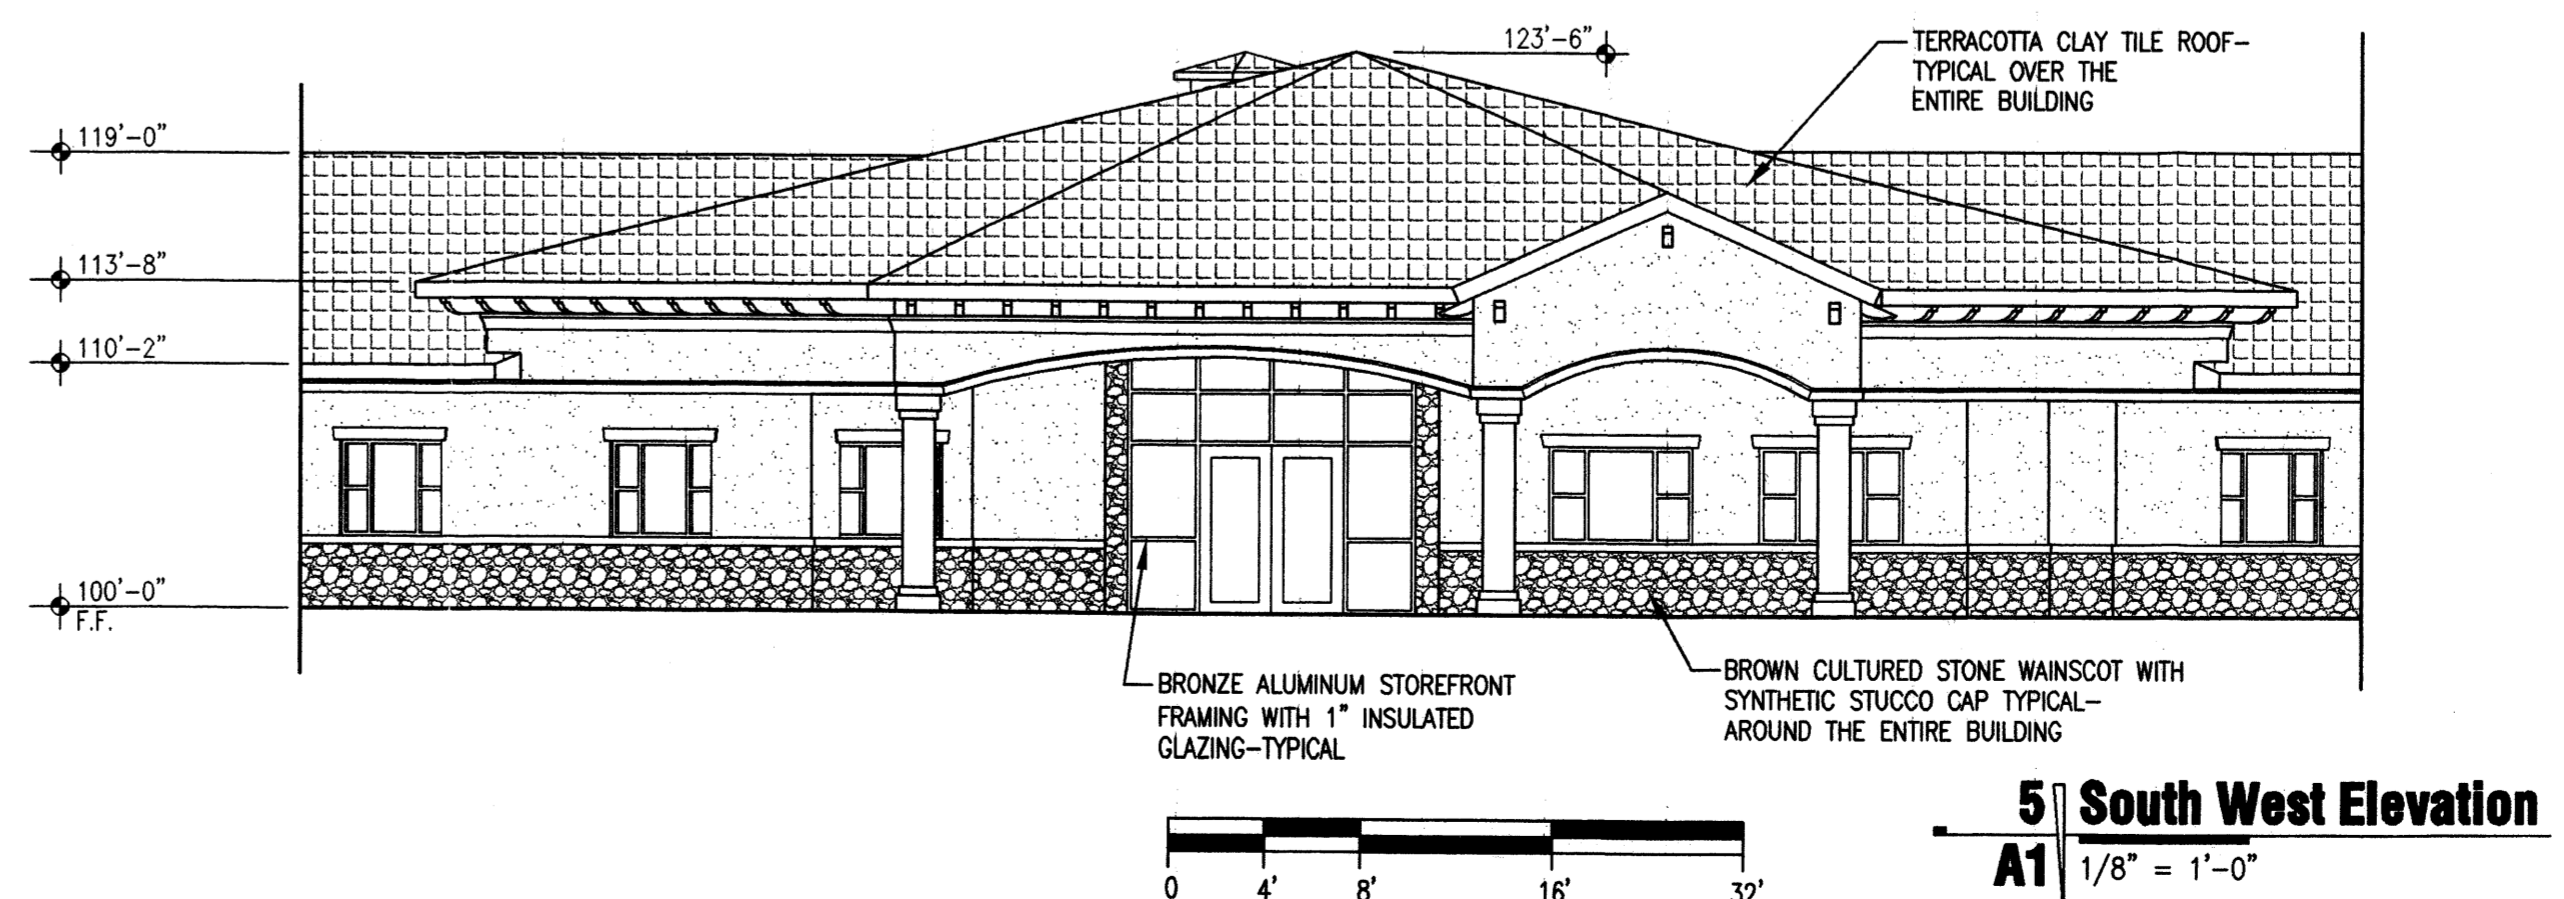 123'-6"
TERRACOTTA CLAY TILE ROOF-
TYPICAL OVER THE
ENTIRE BUILDING
119'-0"
113'-8"
110'-2"
100'-0"
F.F.
BRONZE ALUMINUM STOREFRONT
FRAMING WITH 1" INSULATED
GLAZING-TYPICAL
BROWN CULTURED STONE WAINSCOT WITH
SYNTHETIC STUCCO CAP TYPICAL-
AROUND THE ENTIRE BUILDING
0 4' 8' 16' 32'
5 South West Elevation
A1 1/8" = 1'-0"